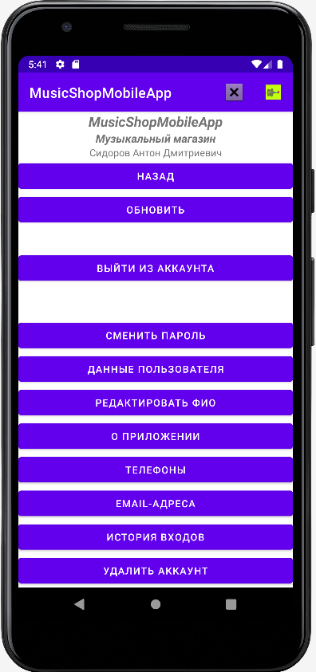 5:41
MusicShopMobileApp
MusicShopMobileApp
Музыкальный магазин
Сидоров Антон Дмитриевич
НАЗАД
ОБНОВИТЬ
ВЫЙТИ ИЗ АККАУНТА
СМЕНИТЬ ПАРОЛЬ
ДАННЫЕ ПОЛЬЗОВАТЕЛЯ
РЕДАКТИРОВАТЬ ФИО
О ПРИЛОЖЕНИИ
ТЕЛЕФОНЫ
EMAIL-АДРЕСА
ИСТОРИЯ ВХОДОВ
УДАЛИТЬ АККАУНТ